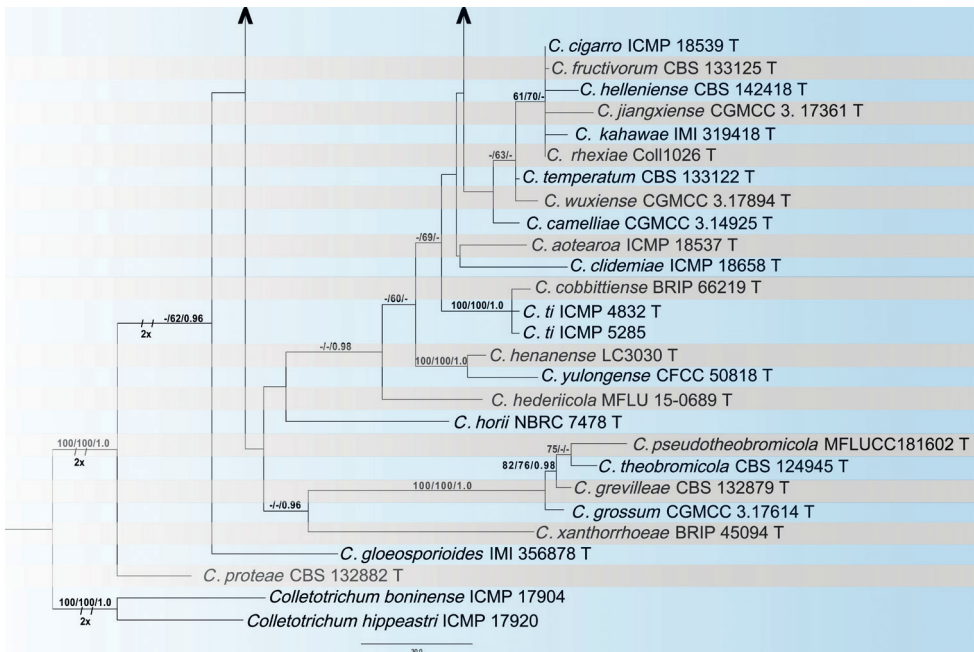 C. cigarro ICMP 18539 T
C. fructivorum CBS 133125 T
C. helleniense CBS 142418 T
61/70/-
C. jiangxiense CGMCC 3. 17361 T
C. kahawae IMI 319418 T
C. rhexiae Coll1026 T
-/63/-
C. temperatum CBS 133122 T
C. wuxiense CGMCC 3.17894 T
C. camelliae CGMCC 3.14925 T
-/69/-
C. aotearoa ICMP 18537 T
C. clidemiae ICMP 18658 T
C. cobbittiense BRIP 66219 T
-/60/-
100/100/1.0
C. ti ICMP 4832 T
-/62/0.96
2x
C. ti ICMP 5285
-/-/0.98
C. henanense LC3030 T
100/100/1.0
C. yulongense CFCC 50818 T
C. hederiicola MFLU 15-0689 T
C. horii NBRC 7478 T
100/100/1.0
2x
C. pseudotheobromicola MFLUCC181602 T
75/-/-
82/76/0.98
C. theobromicola CBS 124945 T
100/100/1.0
C. grevilleae CBS 132879 T
-/-/0.96
C. grossum CGMCC 3.17614 T
C. xanthorrhoeae BRIP 45094 T
C. gloeosporioides IMI 356878 T
C. proteae CBS 132882 T
100/100/1.0
2x
Colletotrichum boninense ICMP 17904
Colletotrichum hippeastri ICMP 17920